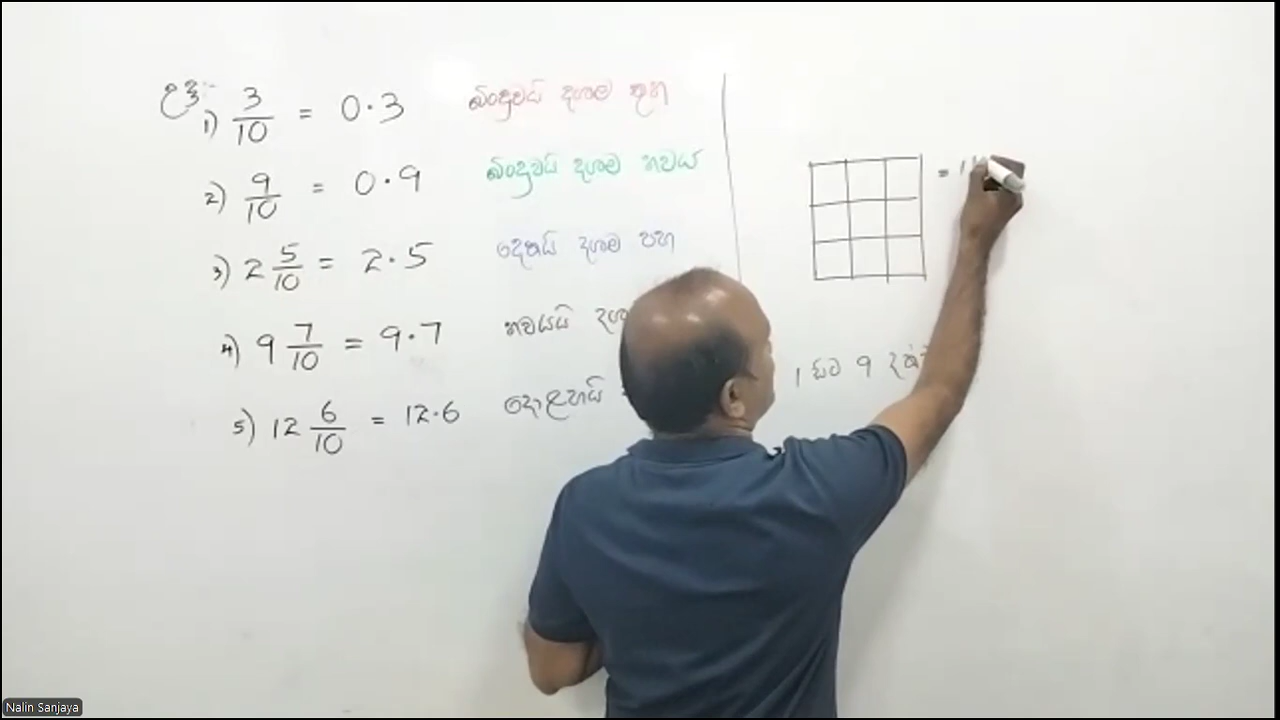 උදා:-
1) 3/10 = 0.3 බිංදුවයි දශම තුන
2) 9/10 = 0.9 බිංදුවයි දශම නවය
3) 2 5/10 = 2.5 දෙකයි දශම පහ
4) 9 7/10 = 9.7 නවයයි
5) 12 6/10 = 12.6 දොළහයි
=
1 සිට 9
Nalin Sanjaya